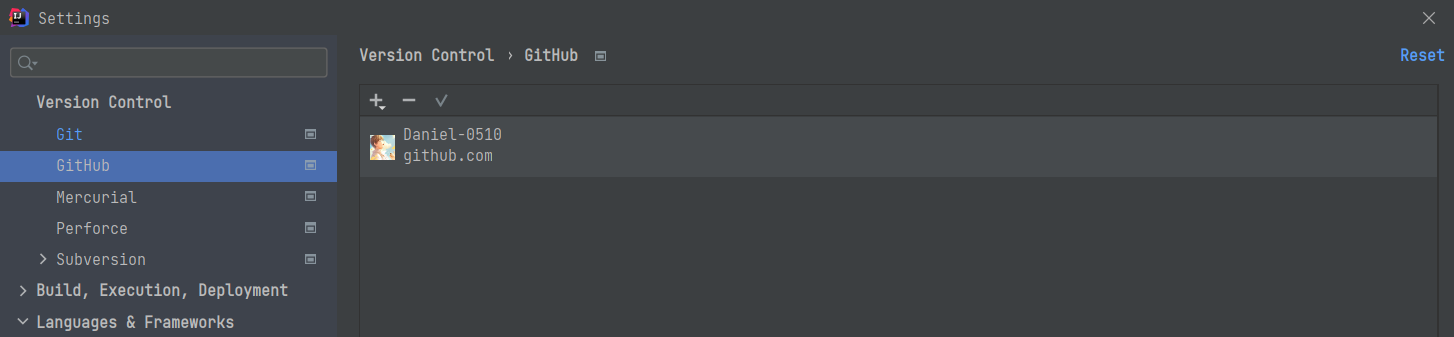 Settings
Version Control
Git
GitHub
Mercurial
Perforce
Subversion
Build, Execution, Deployment
Languages & Frameworks
Version Control › GitHub
Reset
Daniel-0510
github.com